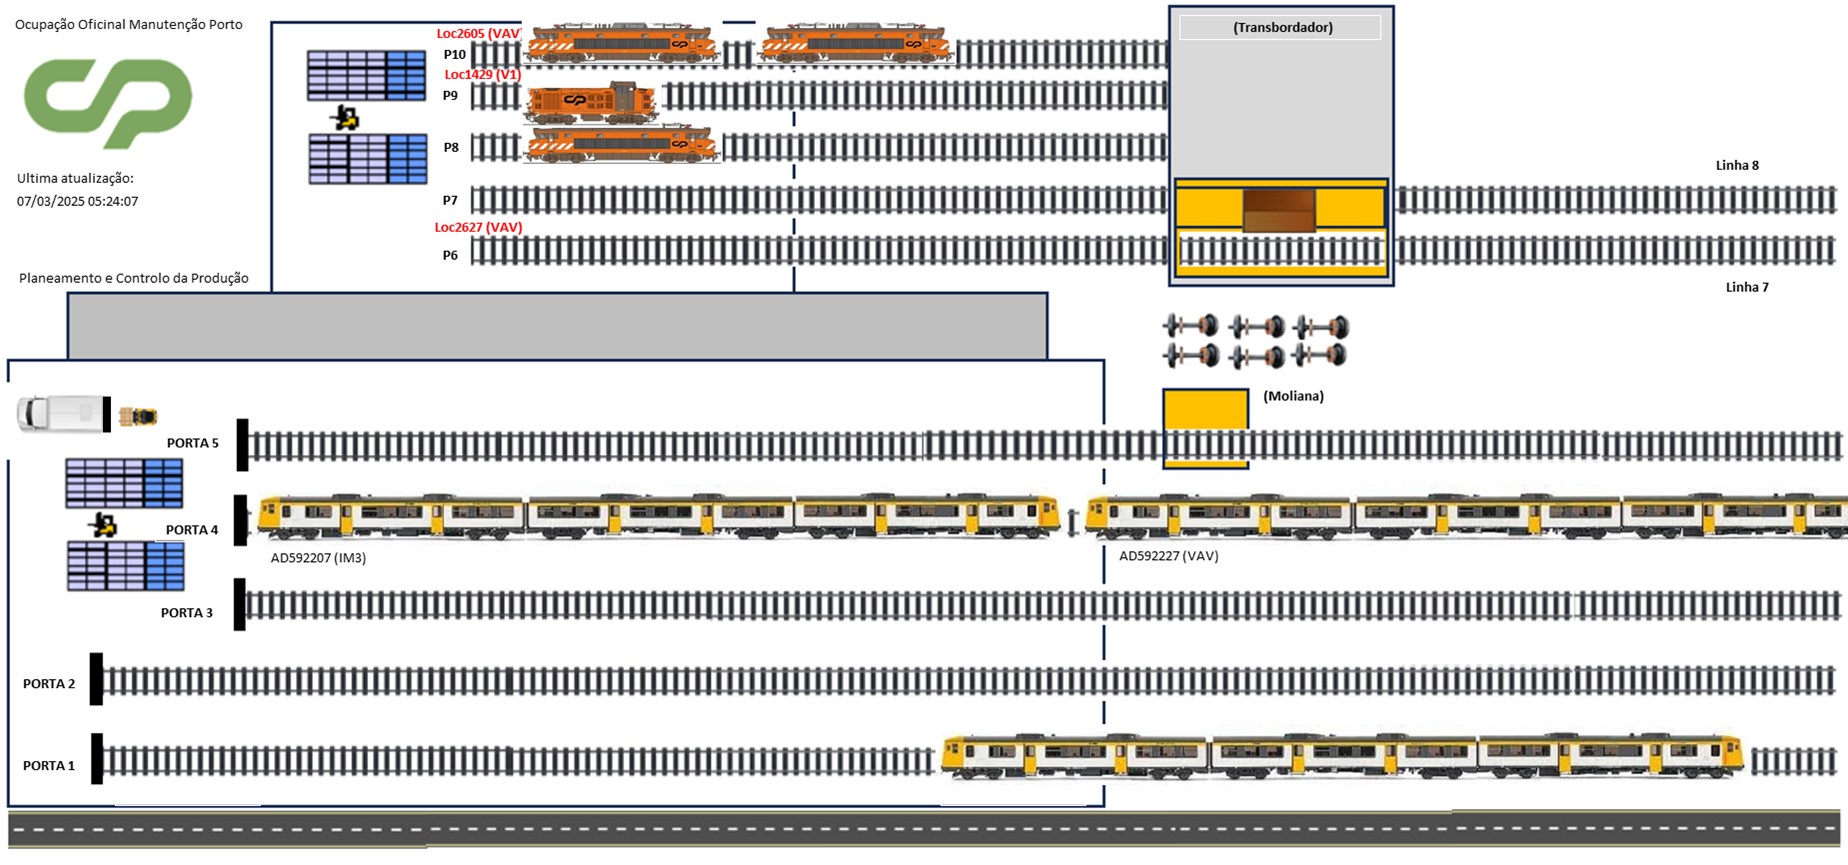 Ocupação Oficinal Manutenção Porto
Loc2605 (VAV)
P10
Loc1429 (V1)
P9
P8
P7
Loc2627 (VAV)
P6
(Transbordador)
Linha 8
Linha 7
CP
Ultima atualização:
07/03/2025 05:24:07
Planeamento e Controlo da Produção
(Moliana)
PORTA 5
PORTA 4
AD592207 (IM3)
AD592227 (VAV)
PORTA 3
PORTA 2
PORTA 1